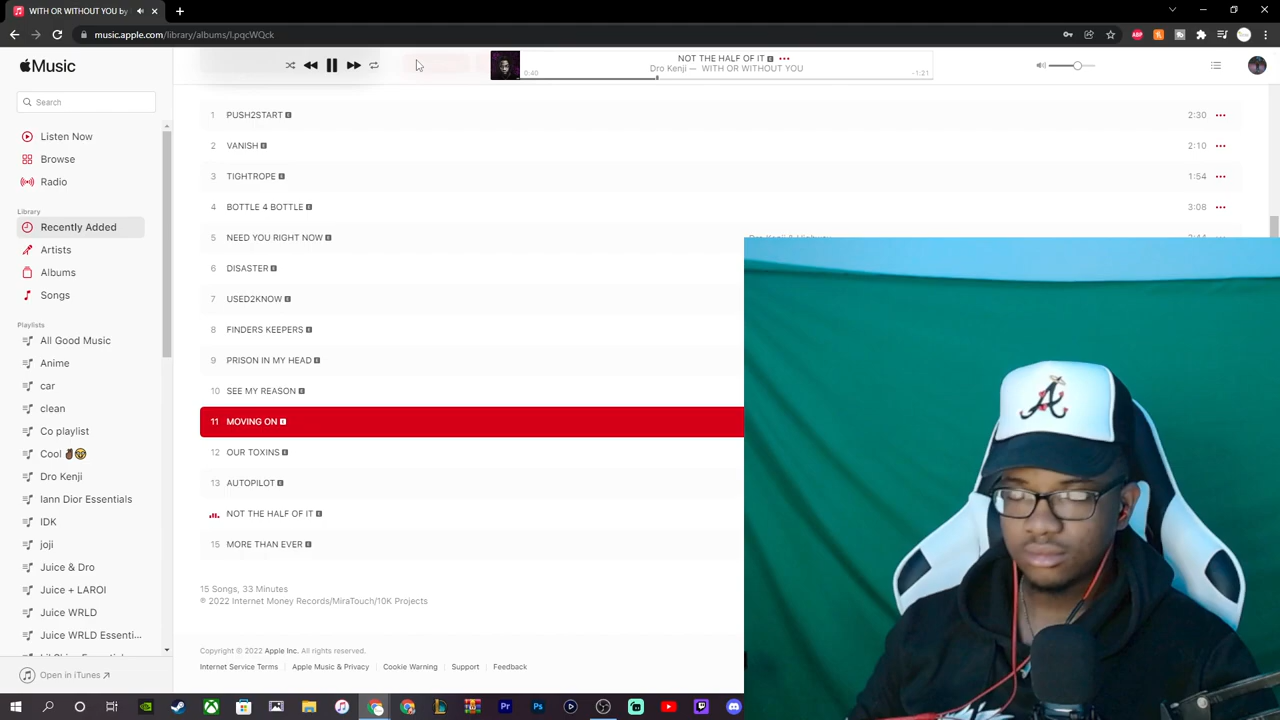 WITH OR WITHOUT YOU by
music.apple.com/library/albums/l.pqcWQck
Music
NOT THE HALF OF IT E
Dro Kenji — WITH OR WITHOUT YOU
0:40
-1:21
Search
Listen Now
Browse
Radio
Library
Recently Added
Artists
Albums
Songs
Playlists
All Good Music
Anime
car
clean
Co playlist
Cool
Dro Kenji
Iann Dior Essentials
IDK
joji
Juice & Dro
Juice + LAROI
Juice WRLD
Juice WRLD Essenti...
Open in iTunes
1 PUSH2START E 2:30
2 VANISH E 2:10
3 TIGHTROPE E 1:54
4 BOTTLE 4 BOTTLE E 3:08
5 NEED YOU RIGHT NOW E
6 DISASTER E
7 USED2KNOW E
8 FINDERS KEEPERS E
9 PRISON IN MY HEAD E
10 SEE MY REASON E
11 MOVING ON E
12 OUR TOXINS E
13 AUTOPILOT E
NOT THE HALF OF IT E
15 MORE THAN EVER E
15 Songs, 33 Minutes
℗ 2022 Internet Money Records/MiraTouch/10K Projects
Copyright © 2022 Apple Inc. All rights reserved.
Internet Service Terms Apple Music & Privacy Cookie Warning Support Feedback
A